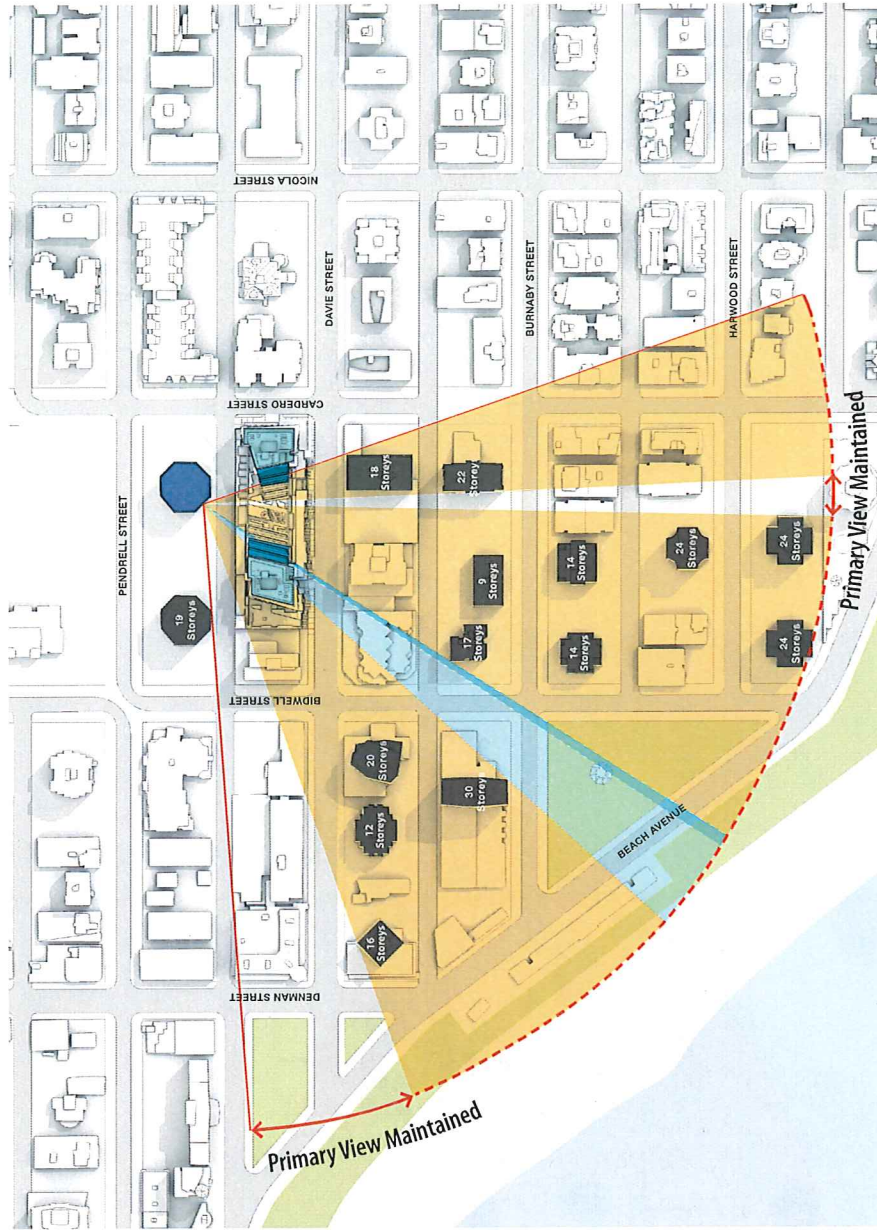 NICOLA STREET
PENDRELL STREET
DAVIE STREET
BURNABY STREET
HARWOOD STREET
CARDERO STREET
19
Storeys
18
Storeys
22
Storeys
9
Storeys
14
Storeys
24
Storeys
24
Storeys
17
Storeys
14
Storeys
24
Storeys
BIDWELL STREET
20
Storeys
12
Storeys
30
Storeys
16
Storeys
BEACH AVENUE
DENMAN STREET
Primary View Maintained
Primary View Maintained